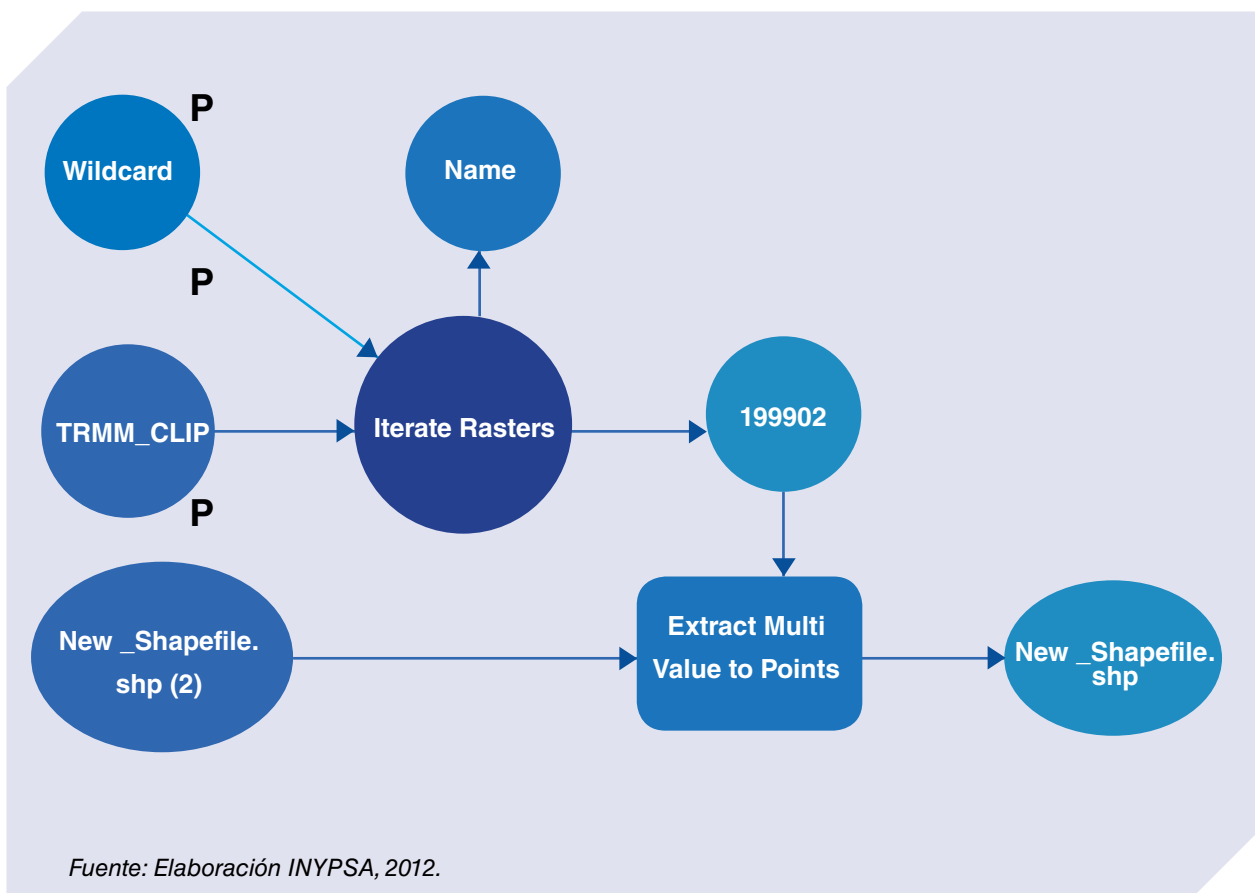 P
Wildcard
Name
P
TRMM_CLIP
Iterate Rasters
199902
P
New _Shapefile.
shp (2)
Extract Multi
Value to Points
New _Shapefile.
shp
Fuente: Elaboración INYPSA, 2012.